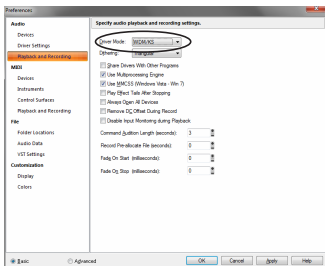 Preferences
Audio
Devices
Driver Settings
Playback and Recording
MIDI
Devices
Instruments
Control Surfaces
Playback and Recording
File
Folder Locations
Audio Data
VST Settings
Customization
Display
Colors
Specify audio playback and recording settings.
Driver Mode: WDM/KS
Dithering: Triangular
Share Drivers With Other Programs
Use Multiprocessing Engine
Use MMCSS (Windows Vista - Win 7)
Play Effect Tails After Stopping
Always Open All Devices
Remove DC Offset During Record
Disable Input Monitoring during Playback
Command Audition Length (seconds): 3
Record Pre-allocate File (seconds): 0
Fade On Start (milliseconds): 0
Fade On Stop (milliseconds): 0
Basic Advanced OK Cancel Apply Help